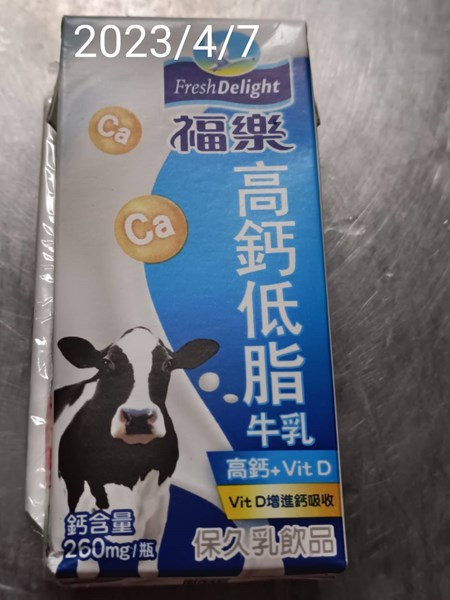 2023/4/7
FreshDelight
福樂
Ca
Ca
高鈣低脂
牛乳
高鈣+Vit D
Vit D增進鈣吸收
鈣含量
260mg/瓶
保久乳飲品